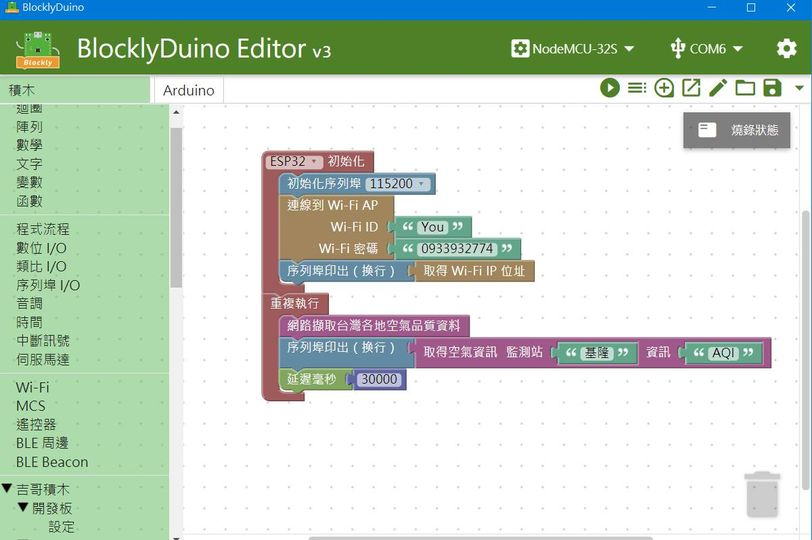 BlocklyDuino
Blockly
BlocklyDuino Editor v3
NodeMCU-32S
COM6
積木
Arduino
迴圈
陣列
數學
文字
變數
函數
程式流程
數位 I/O
類比 I/O
序列埠 I/O
音調
時間
中斷訊號
伺服馬達
Wi-Fi
MCS
遙控器
BLE 周邊
BLE Beacon
吉哥積木
開發板
設定
燒錄狀態
ESP32 初始化
初始化序列埠 115200
連線到 Wi-Fi AP
Wi-Fi ID “ You ”
Wi-Fi 密碼 “ 0933932774 ”
序列埠印出（換行） 取得 Wi-Fi IP 位址
重複執行
網路擷取台灣各地空氣品質資料
序列埠印出（換行） 取得空氣資訊 監測站 “ 基隆 ” 資訊 “ AQI ”
延遲毫秒 30000